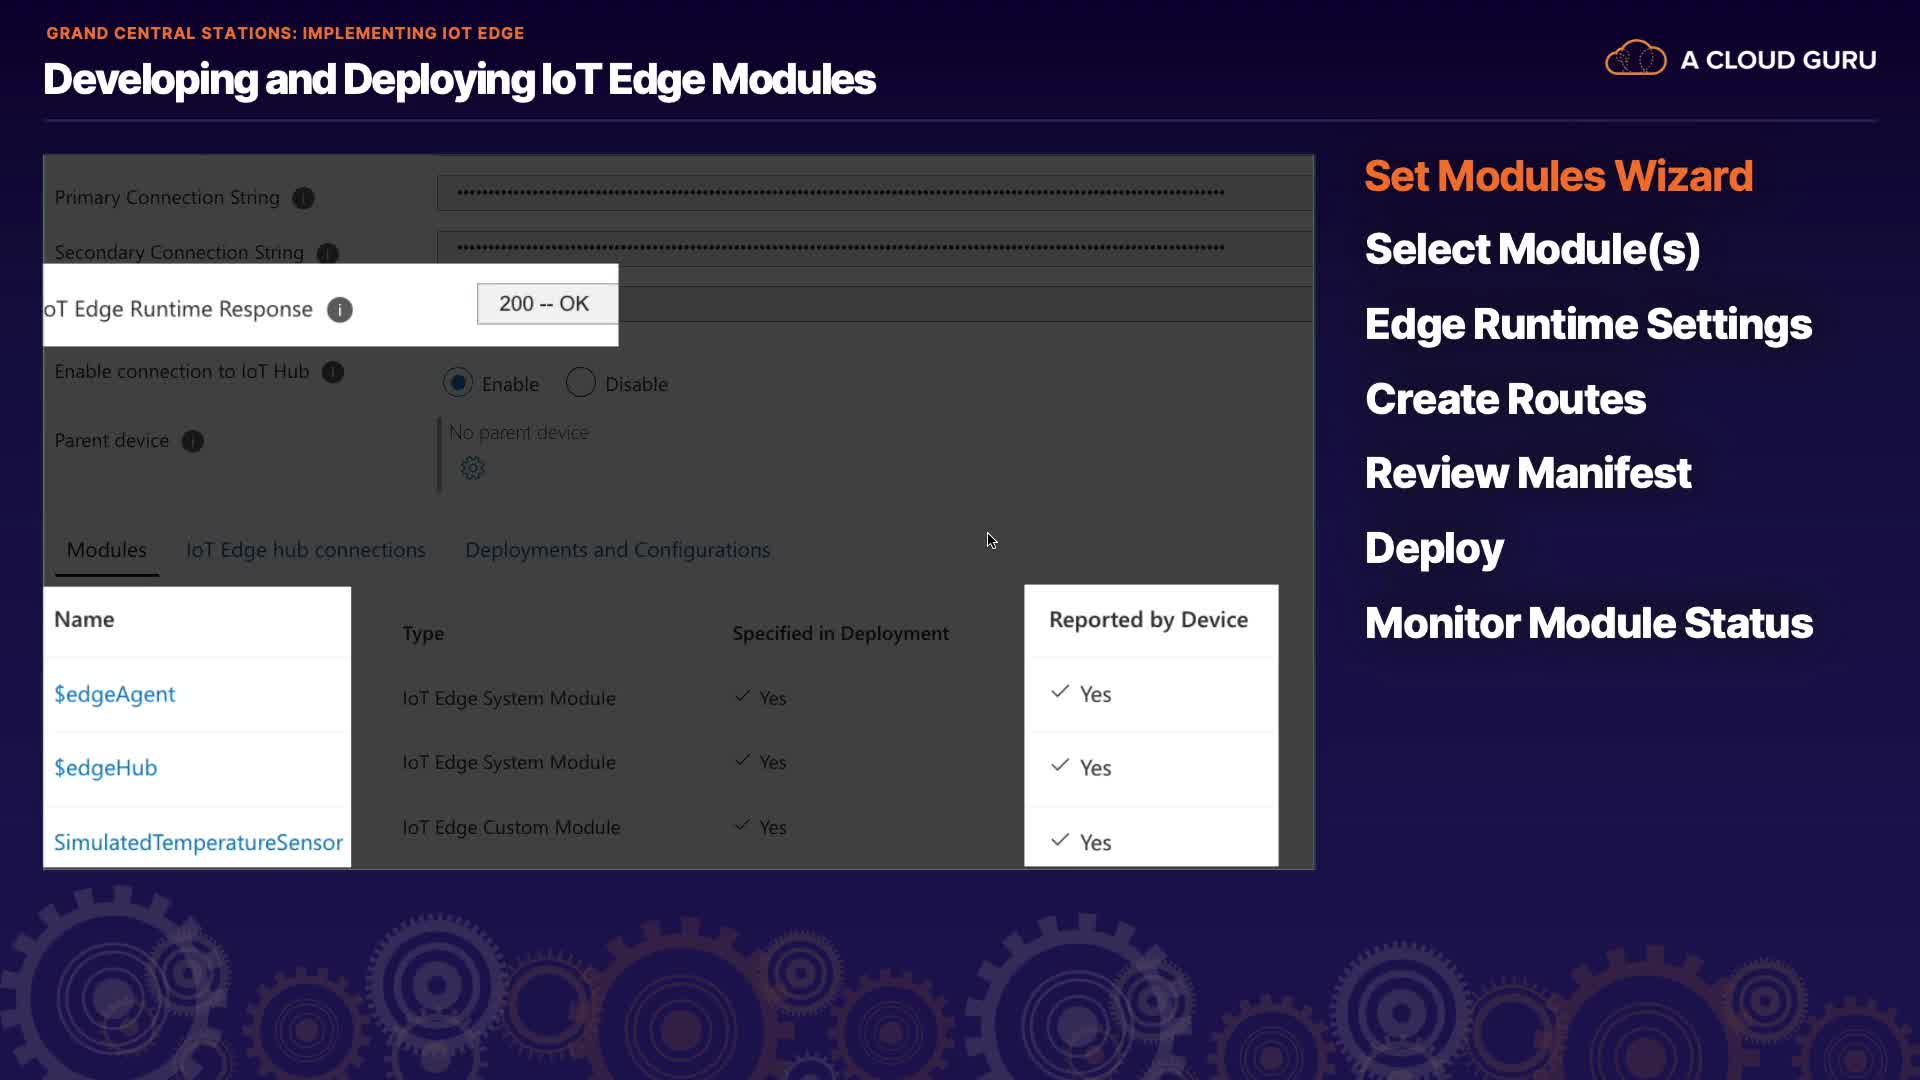 GRAND CENTRAL STATIONS: IMPLEMENTING IOT EDGE
Developing and Deploying IoT Edge Modules
A CLOUD GURU
Primary Connection String
Secondary Connection String
oT Edge Runtime Response
200 -- OK
Enable connection to IoT Hub
Enable
Disable
Parent device
No parent device
Modules
IoT Edge hub connections
Deployments and Configurations
Name
Type
Specified in Deployment
Reported by Device
$edgeAgent
IoT Edge System Module
Yes
Yes
$edgeHub
IoT Edge System Module
Yes
Yes
SimulatedTemperatureSensor
IoT Edge Custom Module
Yes
Yes
Set Modules Wizard
Select Module(s)
Edge Runtime Settings
Create Routes
Review Manifest
Deploy
Monitor Module Status